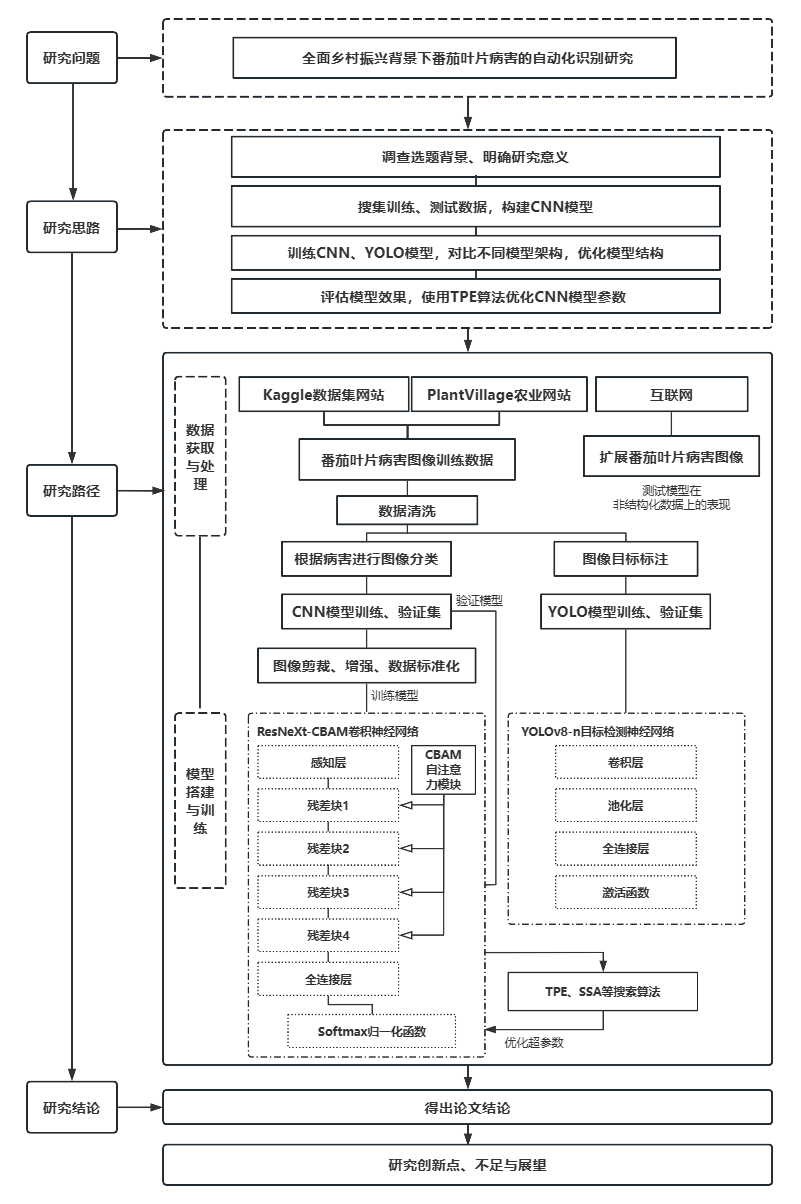 研究问题
全面乡村振兴背景下番茄叶片病害的自动化识别研究
研究思路
调查选题背景、明确研究意义
搜集训练、测试数据，构建CNN模型
训练CNN、YOLO模型，对比不同模型架构，优化模型结构
评估模型效果，使用TPE算法优化CNN模型参数
研究路径
数据
获取
与处
理
Kaggle数据集网站
PlantVillage农业网站
互联网
番茄叶片病害图像训练数据
扩展番茄叶片病害图像
测试模型在
非结构化数据上的表现
数据清洗
根据病害进行图像分类
图像目标标注
CNN模型训练、验证集
验证模型
YOLO模型训练、验证集
图像剪裁、增强、数据标准化
训练模型
模型
搭建
与训
练
ResNeXt-CBAM卷积神经网络
感知层
CBAM
自注意
力模块
残差块1
残差块2
残差块3
残差块4
全连接层
Softmax归一化函数
YOLOv8-n目标检测神经网络
卷积层
池化层
全连接层
激活函数
TPE、SSA等搜索算法
优化超参数
研究结论
得出论文结论
研究创新点、不足与展望